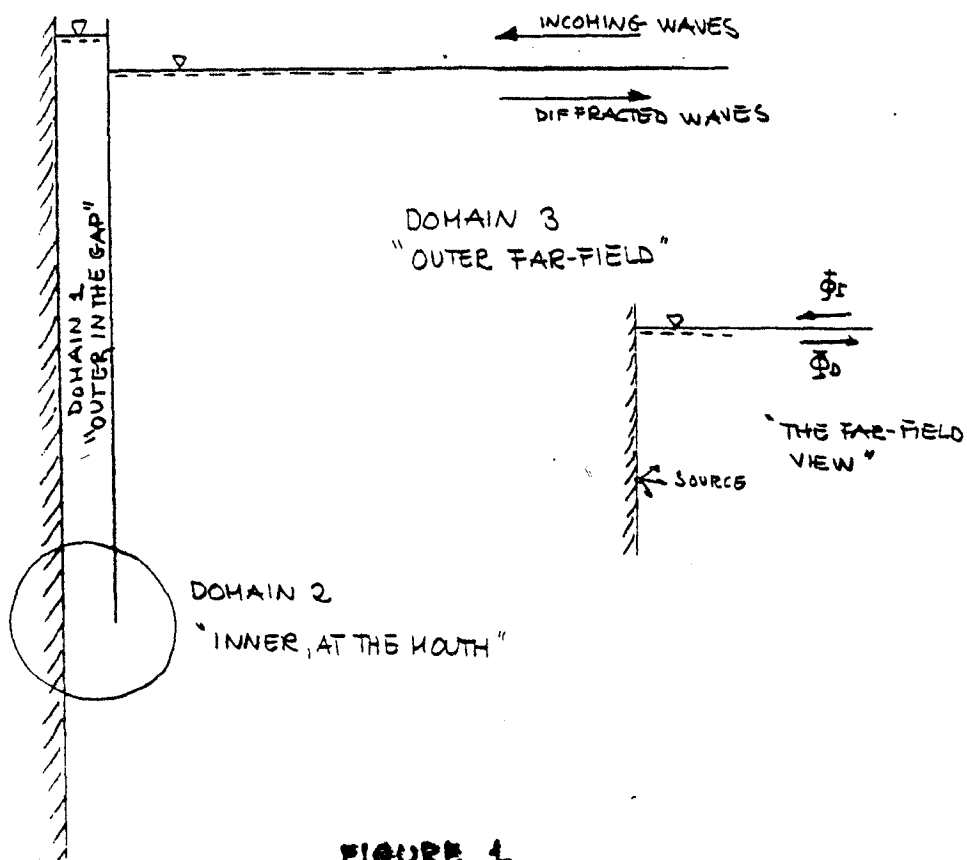 INCOMING WAVES
DIFFRACTED WAVES
DOMAIN 1
"OUTER IN THE GAP"
DOMAIN 3
"OUTER FAR-FIELD"
Φ_I
Φ_D
"THE FAR-FIELD
VIEW"
SOURCE
DOMAIN 2
"INNER, AT THE MOUTH"
FIGURE 1